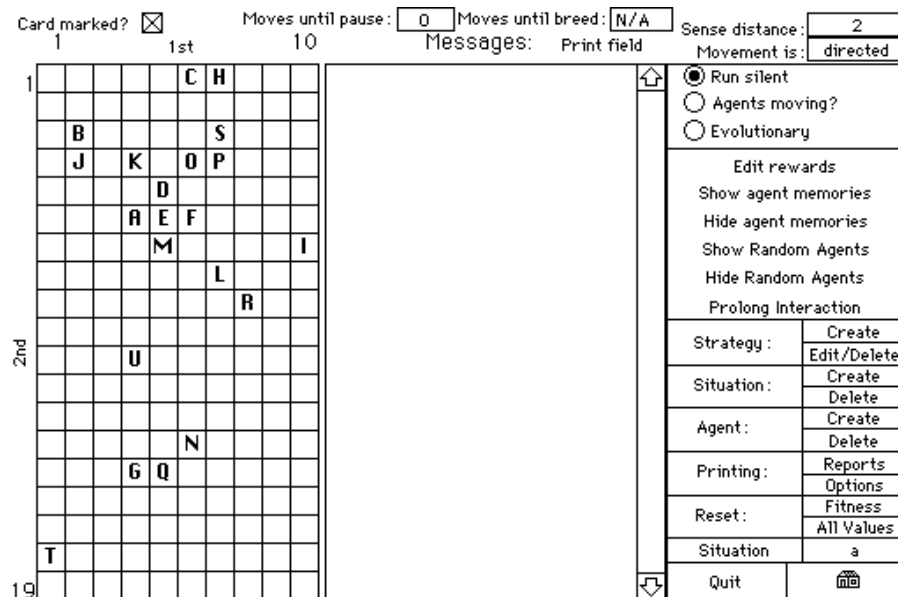 Card marked?
Moves until pause: 0 Moves until breed: N/A
Sense distance: 2
1 1st 10
Messages: Print field
Movement is: directed
1 C H
Run silent
Agents moving?
B S
Evolutionary
J K O P
Edit rewards
D
Show agent memories
A E F
Hide agent memories
M I
Show Random Agents
L
Hide Random Agents
R
Prolong Interaction
Strategy: Create
Edit/Delete
2nd
U
Situation: Create
Delete
Agent: Create
Delete
N
G Q
Printing: Reports
Options
Reset: Fitness
All Values
T
Situation a
19
Quit